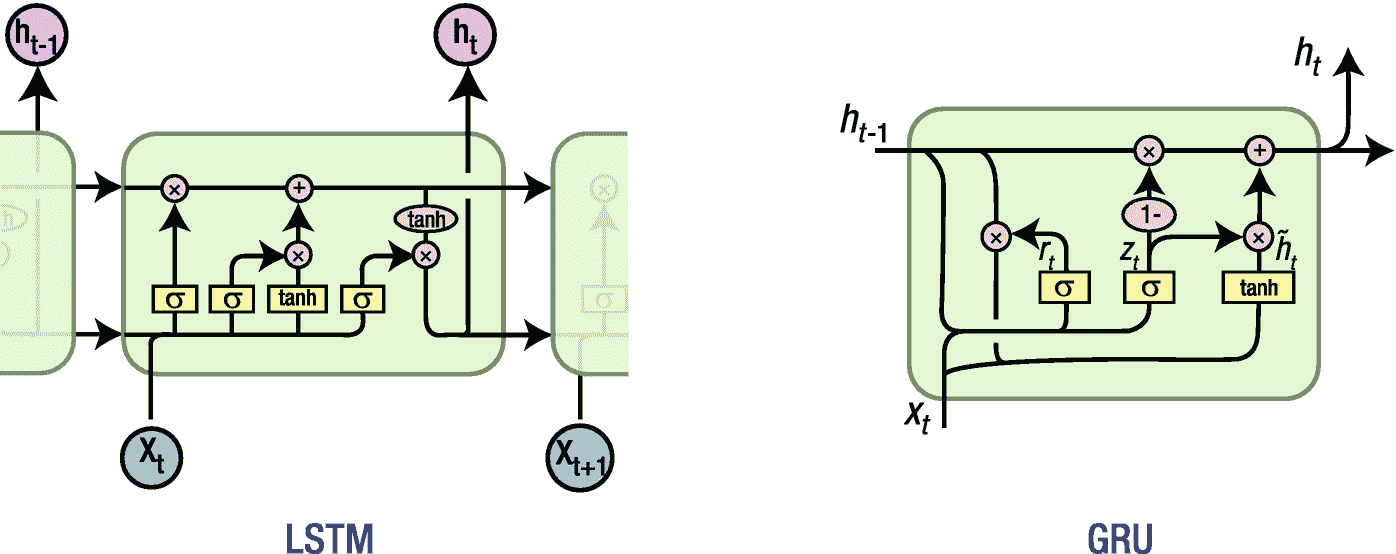 h_{t-1}
h_t
×
+
tanh
×
×
σ
σ
tanh
σ
X_t
X_{t+1}
LSTM
h
×
σ
h_{t-1}
h_t
×
+
1-
×
r_t
z_t
×
h̃_t
σ
σ
tanh
x_t
GRU